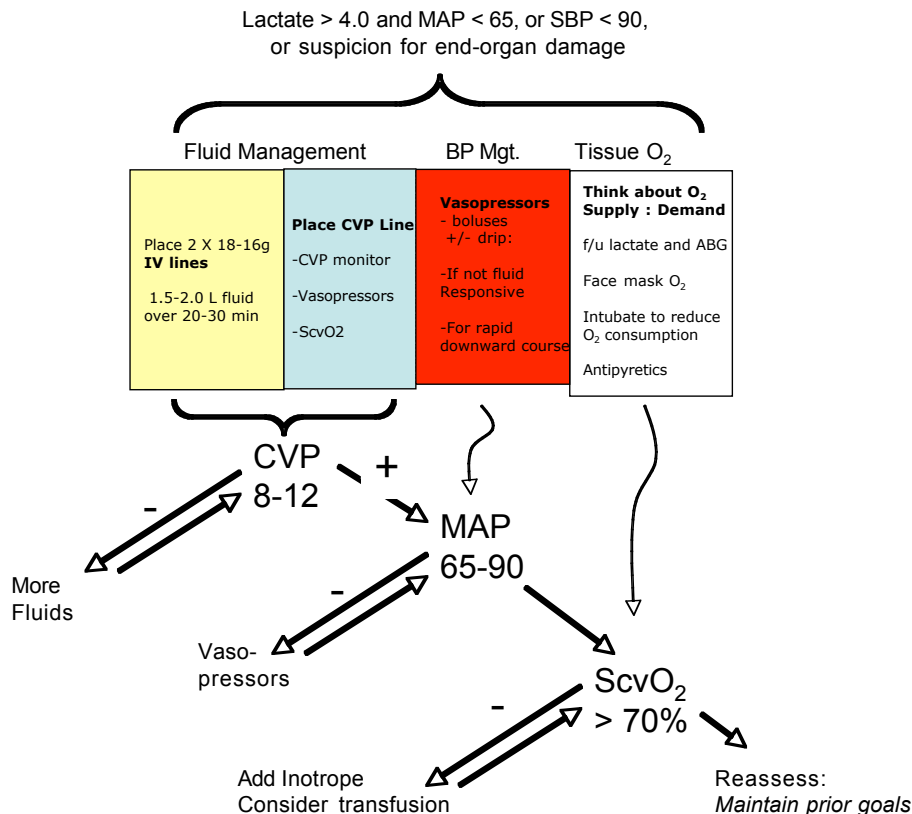 Lactate > 4.0 and MAP < 65, or SBP < 90,
or suspicion for end-organ damage
Fluid Management
BP Mgt.
Tissue O₂
Place 2 X 18-16g
IV lines
1.5-2.0 L fluid
over 20-30 min
Place CVP Line
-CVP monitor
-Vasopressors
-ScvO2
Vasopressors
- boluses
+/- drip:
-If not fluid
Responsive
-For rapid
downward course
Think about O₂
Supply : Demand
f/u lactate and ABG
Face mask O₂
Intubate to reduce
O₂ consumption
Antipyretics
CVP
8-12
+
-
More
Fluids
MAP
65-90
-
Vaso-
pressors
ScvO₂
> 70%
-
Add Inotrope
Consider transfusion
Reassess:
Maintain prior goals